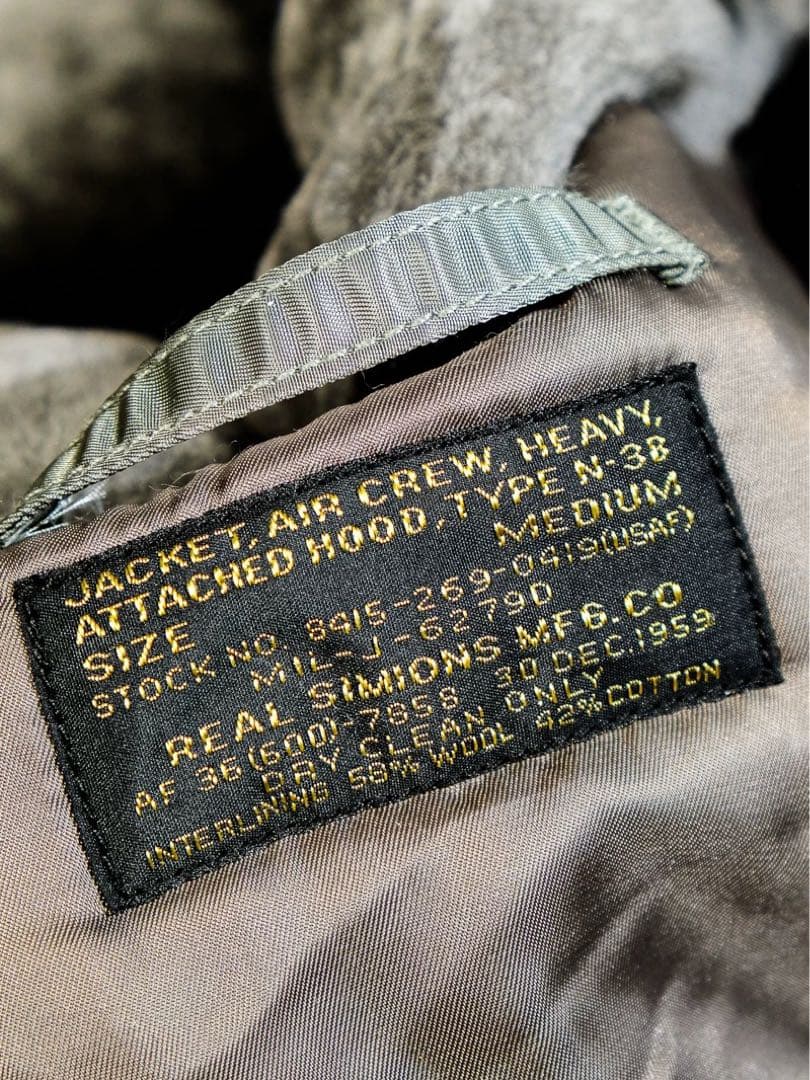 JACKET, AIR CREW, HEAVY,
ATTACHED HOOD, TYPE N-3B
SIZE MEDIUM
STOCK NO. 8415-269-0419(USAF)
MIL-J-6279D
REAL SIMIONS MFG. CO
AF 36(600)-7858 30 DEC.1959
DRY CLEAN ONLY
INTERLINING 58% WOOL 42% COTTON